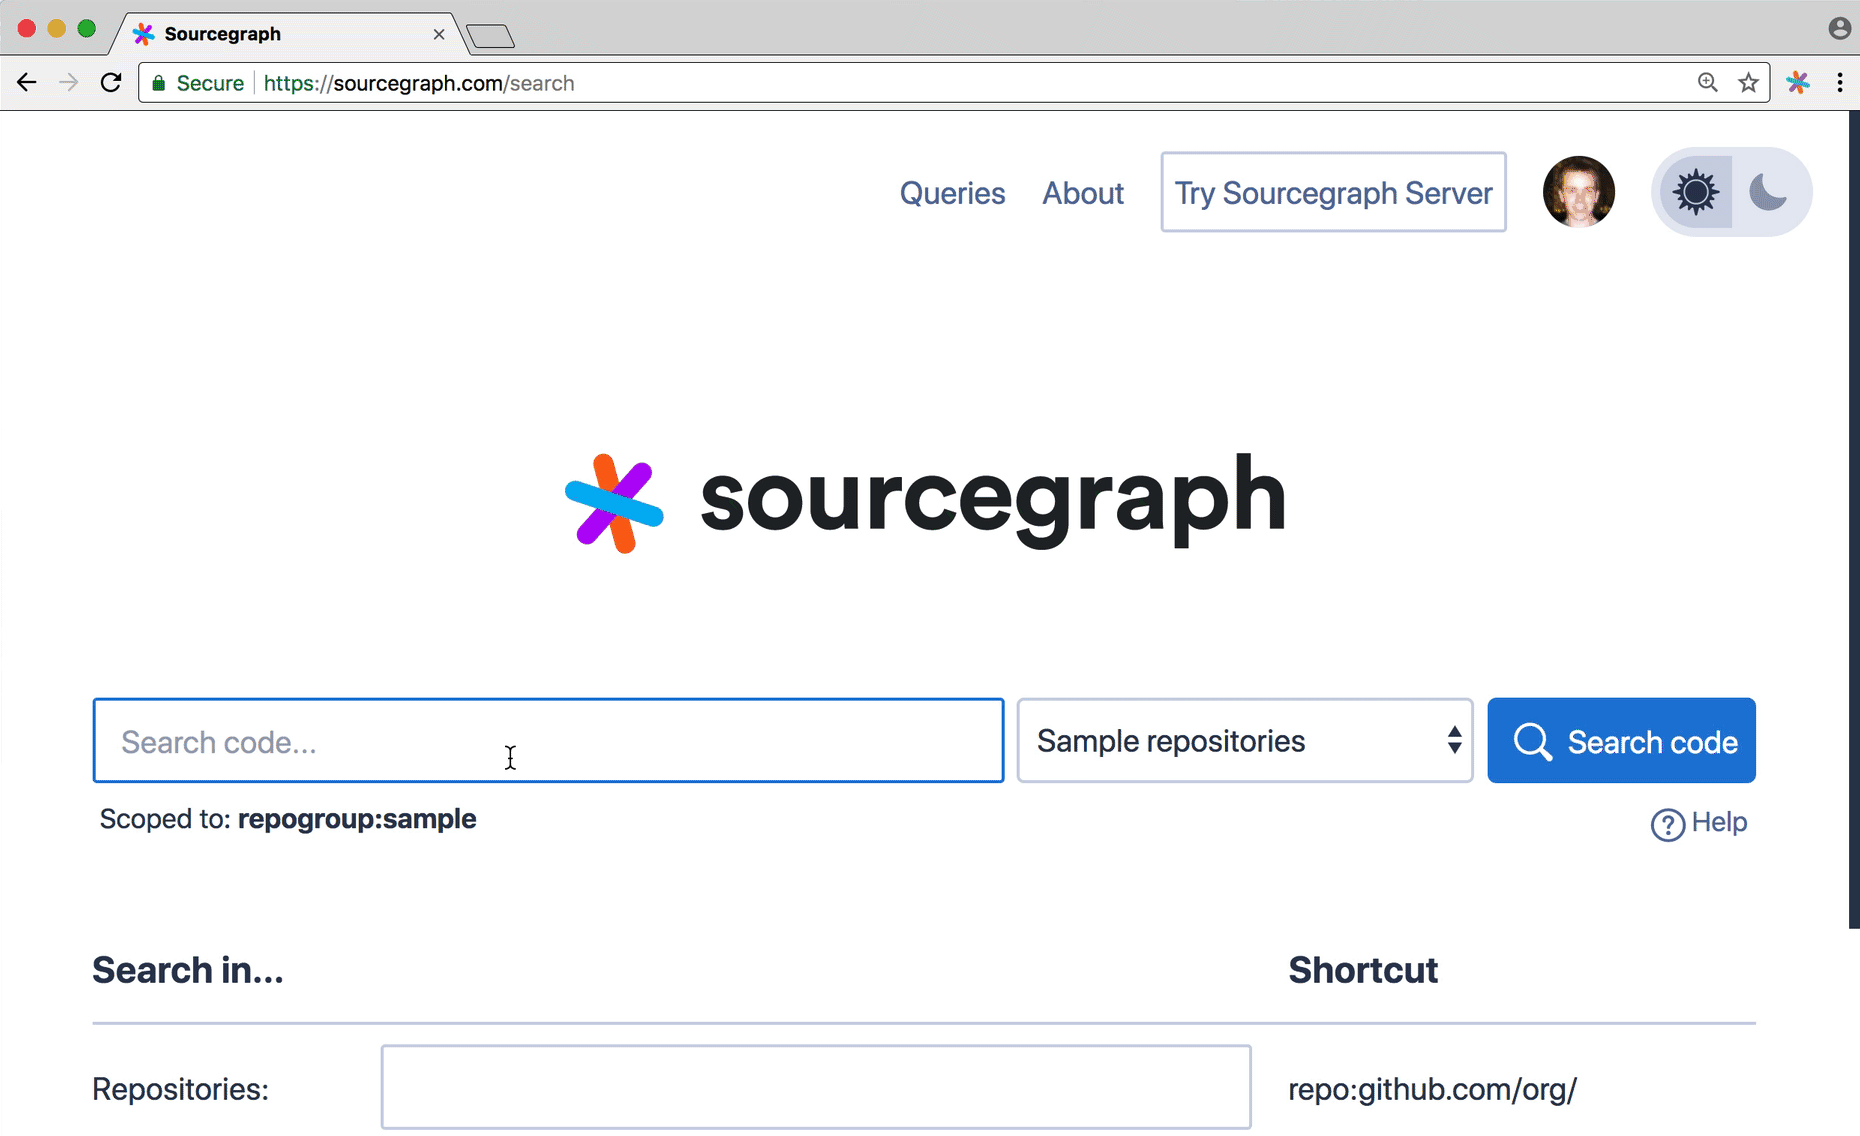 Sourcegraph
Secure https://sourcegraph.com/search
Queries About Try Sourcegraph Server
sourcegraph
Search code...
Sample repositories
Search code
Scoped to: repogroup:sample
? Help
Search in... Shortcut
Repositories: repo:github.com/org/